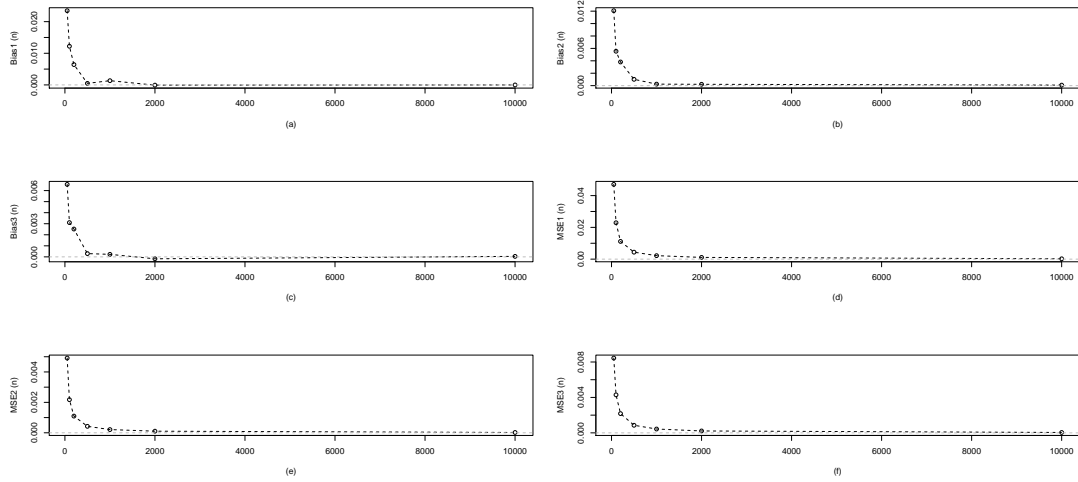 Bias1 (n)
0.000 0.010 0.020
0 2000 4000 6000 8000 10000
(a)
Bias2 (n)
0.000 0.006 0.012
0 2000 4000 6000 8000 10000
(b)
Bias3 (n)
0.000 0.003 0.006
0 2000 4000 6000 8000 10000
(c)
MSE1 (n)
0.00 0.02 0.04
0 2000 4000 6000 8000 10000
(d)
MSE2 (n)
0.000 0.002 0.004
0 2000 4000 6000 8000 10000
(e)
MSE3 (n)
0.000 0.004 0.008
0 2000 4000 6000 8000 10000
(f)